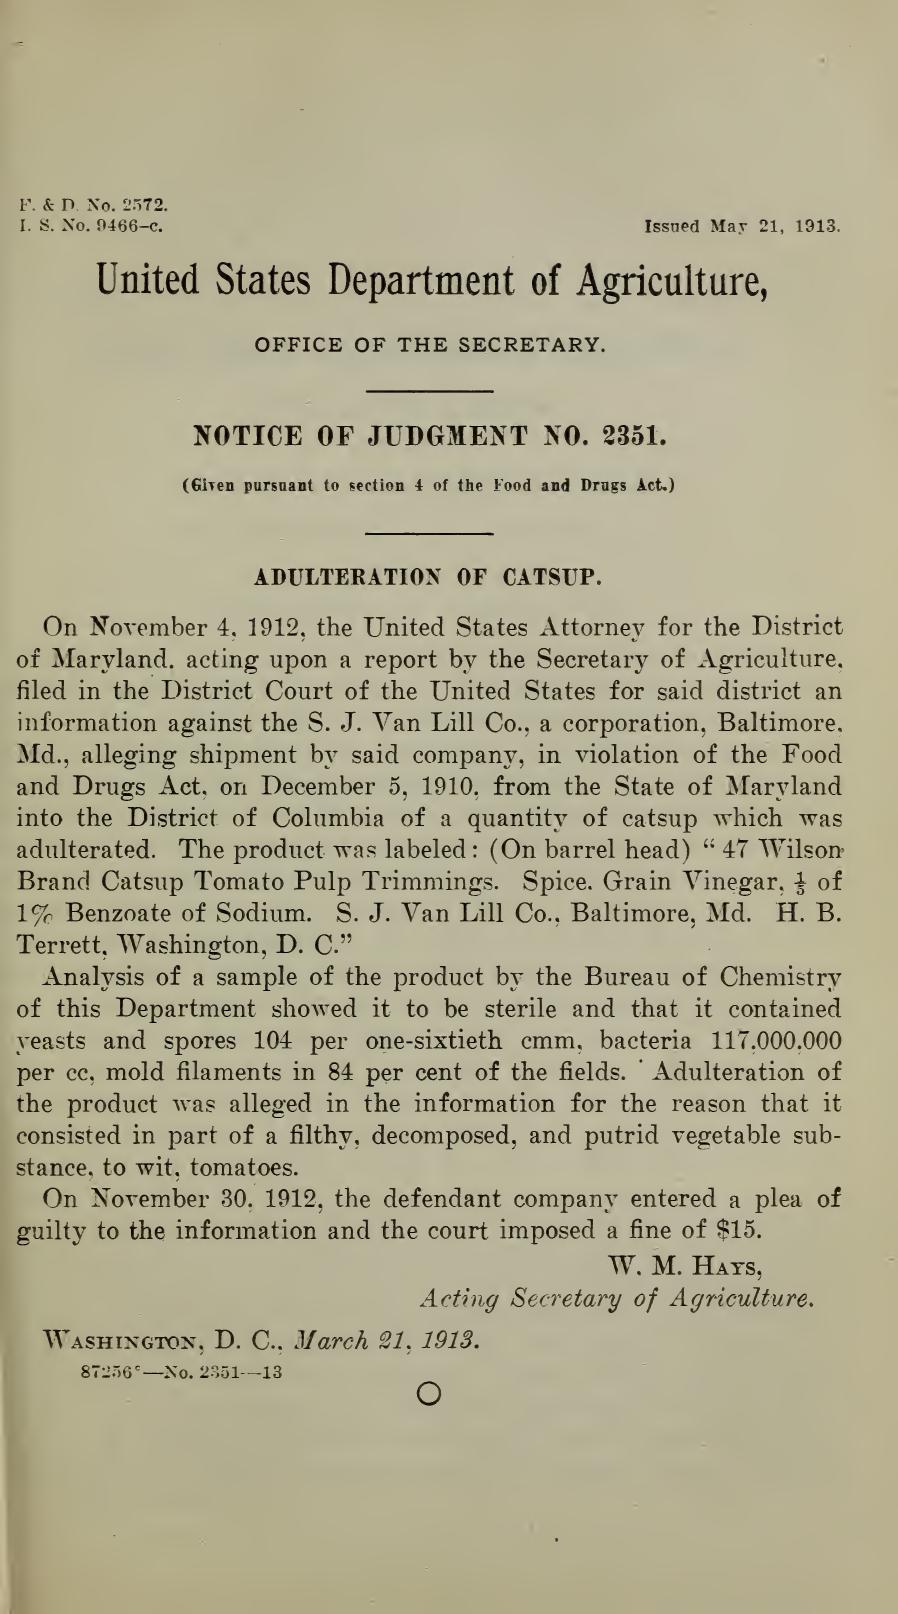 F. & D. No. 2572.
I. S. No. 9466–c.
Issued May 21, 1913.
United States Department of Agriculture,
OFFICE OF THE SECRETARY.
NOTICE OF JUDGMENT NO. 2351.
(Given pursuant to section 4 of the Food and Drugs Act.)
ADULTERATION OF CATSUP.
On November 4, 1912, the United States Attorney for the District
of Maryland, acting upon a report by the Secretary of Agriculture,
filed in the District Court of the United States for said district an
information against the S. J. Van Lill Co., a corporation, Baltimore,
Md., alleging shipment by said company, in violation of the Food
and Drugs Act, on December 5, 1910, from the State of Maryland
into the District of Columbia of a quantity of catsup which was
adulterated. The product was labeled: (On barrel head) “47 Wilson
Brand Catsup Tomato Pulp Trimmings. Spice. Grain Vinegar, of
1% Benzoate of Sodium. S. J. Van Lill Co., Baltimore, Md. H. B.
Terrett, Washington, D. C.”
Analysis of a sample of the product by the Bureau of Chemistry
of this Department showed it to be sterile and that it contained
yeasts and spores 104 per one-sixtieth cmm, bacteria 117,000,000
per cc, mold filaments in 84 per cent of the fields. Adulteration of
the product was alleged in the information for the reason that it
consisted in part of a filthy, decomposed, and putrid vegetable sub-
stance, to wit, tomatoes.
On November 30, 1912, the defendant company entered a plea of
guilty to the information and the court imposed a fine of $15.
W. M. HAYS,
Acting Secretary of Agriculture.
WASHINGTON, D. C., March 21, 1913.
87256°—No. 2351—13